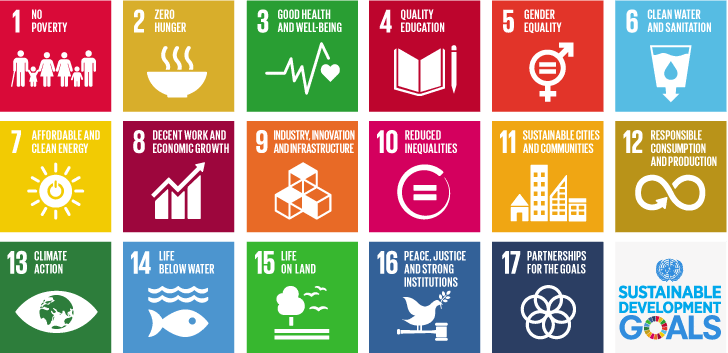 1 NO
POVERTY
2 ZERO
HUNGER
3 GOOD HEALTH
AND WELL-BEING
4 QUALITY
EDUCATION
5 GENDER
EQUALITY
6 CLEAN WATER
AND SANITATION
7 AFFORDABLE AND
CLEAN ENERGY
8 DECENT WORK AND
ECONOMIC GROWTH
9 INDUSTRY, INNOVATION
AND INFRASTRUCTURE
10 REDUCED
INEQUALITIES
11 SUSTAINABLE CITIES
AND COMMUNITIES
12 RESPONSIBLE
CONSUMPTION
AND PRODUCTION
13 CLIMATE
ACTION
14 LIFE
BELOW WATER
15 LIFE
ON LAND
16 PEACE, JUSTICE
AND STRONG
INSTITUTIONS
17 PARTNERSHIPS
FOR THE GOALS
SUSTAINABLE
DEVELOPMENT
GOALS